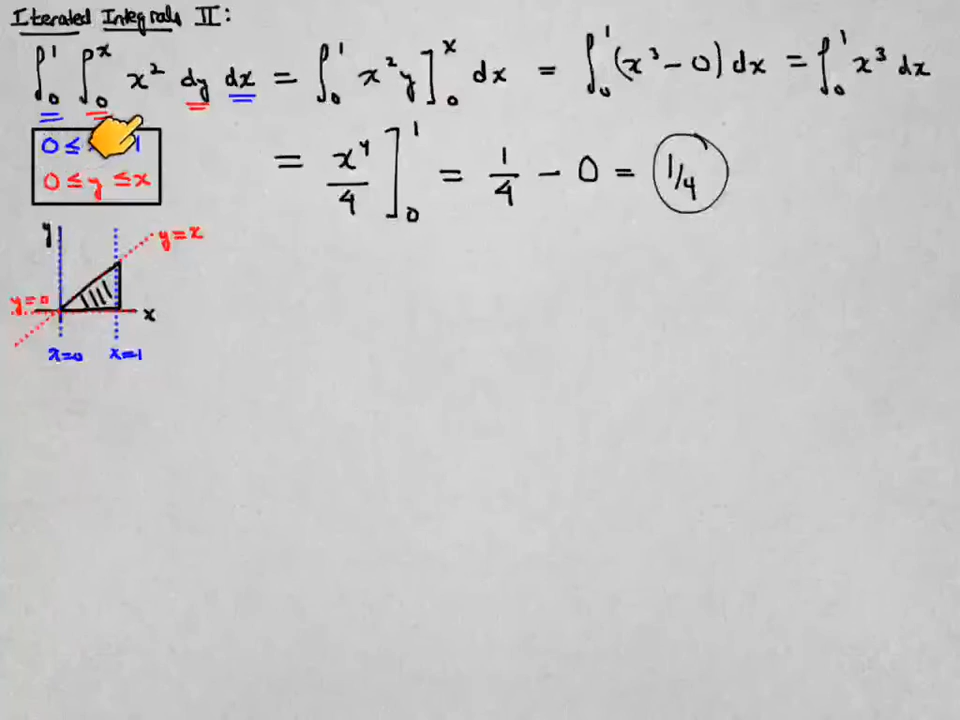 Iterated Integrals II:
∫₀¹ ∫₀ˣ x² dy dx = ∫₀¹ x²y]₀ˣ dx = ∫₀¹ (x³ − 0) dx = ∫₀¹ x³ dx
0 ≤ 1
= x⁴/4]₀¹ = 1/4 − 0 = 1/4
0 ≤ y ≤ x
y
y=x
y=0
x
x=0 x=1